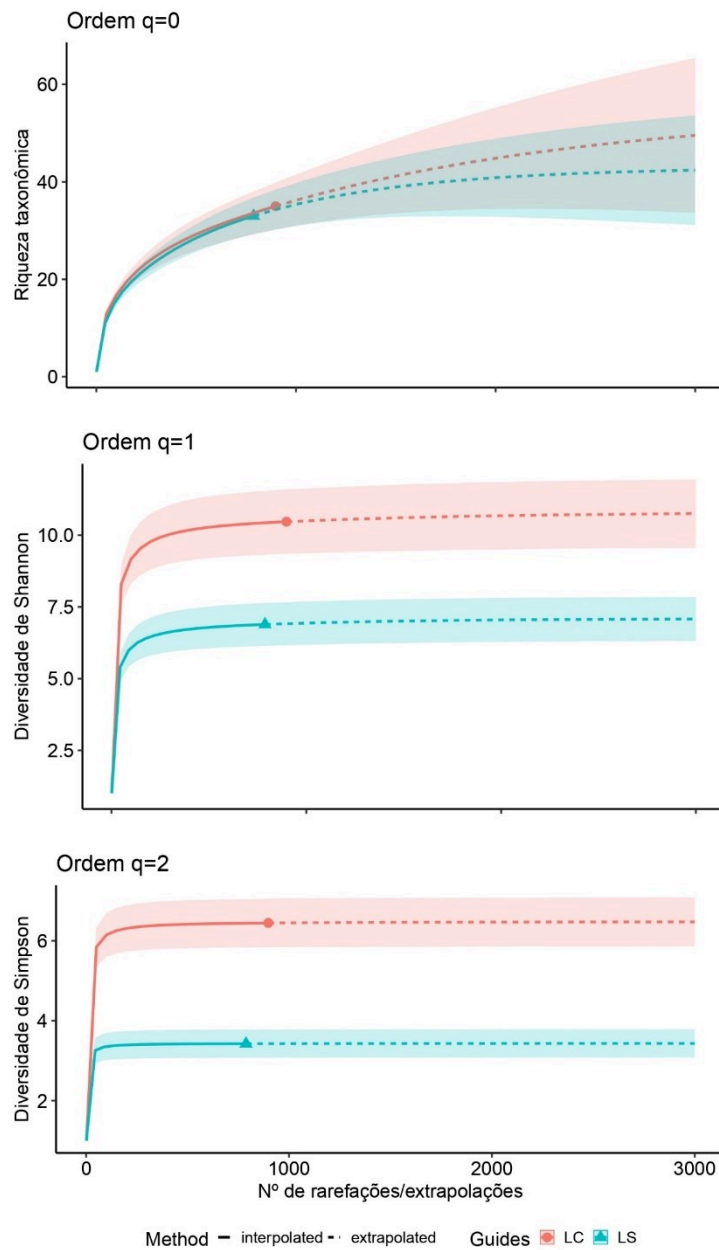 Ordem q=0
Riqueza taxonômica
60
40
20
0
Ordem q=1
Diversidade de Shannon
10.0
7.5
5.0
2.5
Ordem q=2
Diversidade de Simpson
6
4
2
0 1000 2000 3000
Nº de rarefações/extrapolações
Method interpolated extrapolated Guides LC LS